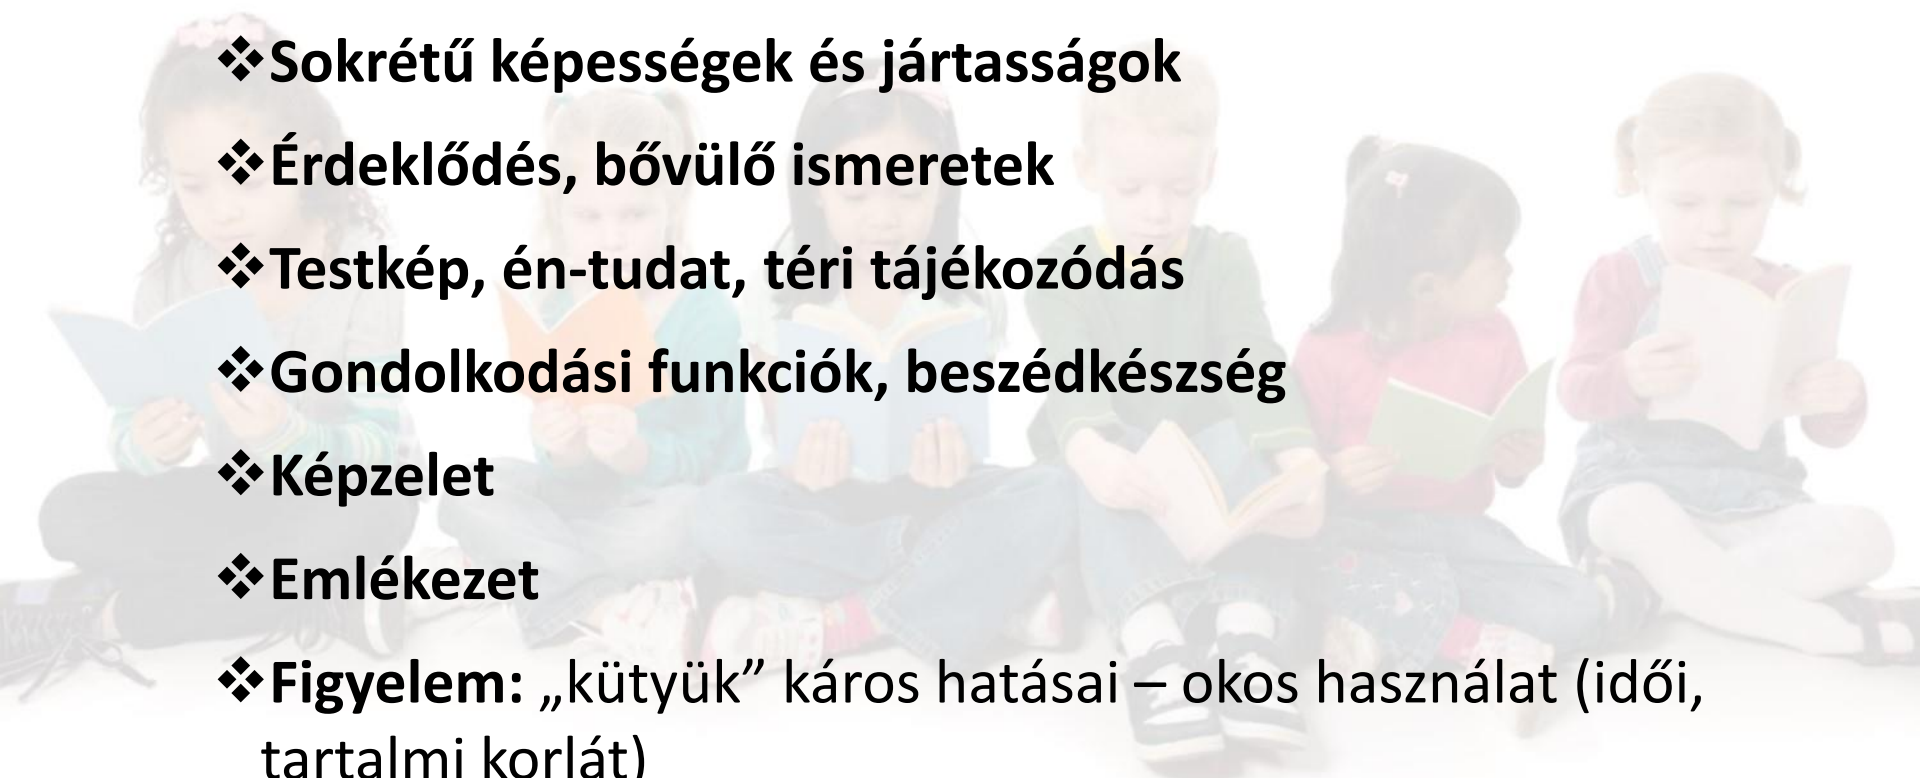 ❖Sokrétű képességek és jártasságok
❖Érdeklődés, bővülő ismeretek
❖Testkép, én-tudat, téri tájékozódás
❖Gondolkodási funkciók, beszédkészség
❖Képzelet
❖Emlékezet
❖Figyelem: „kütyük” káros hatásai – okos használat (idői,
tartalmi korlát)